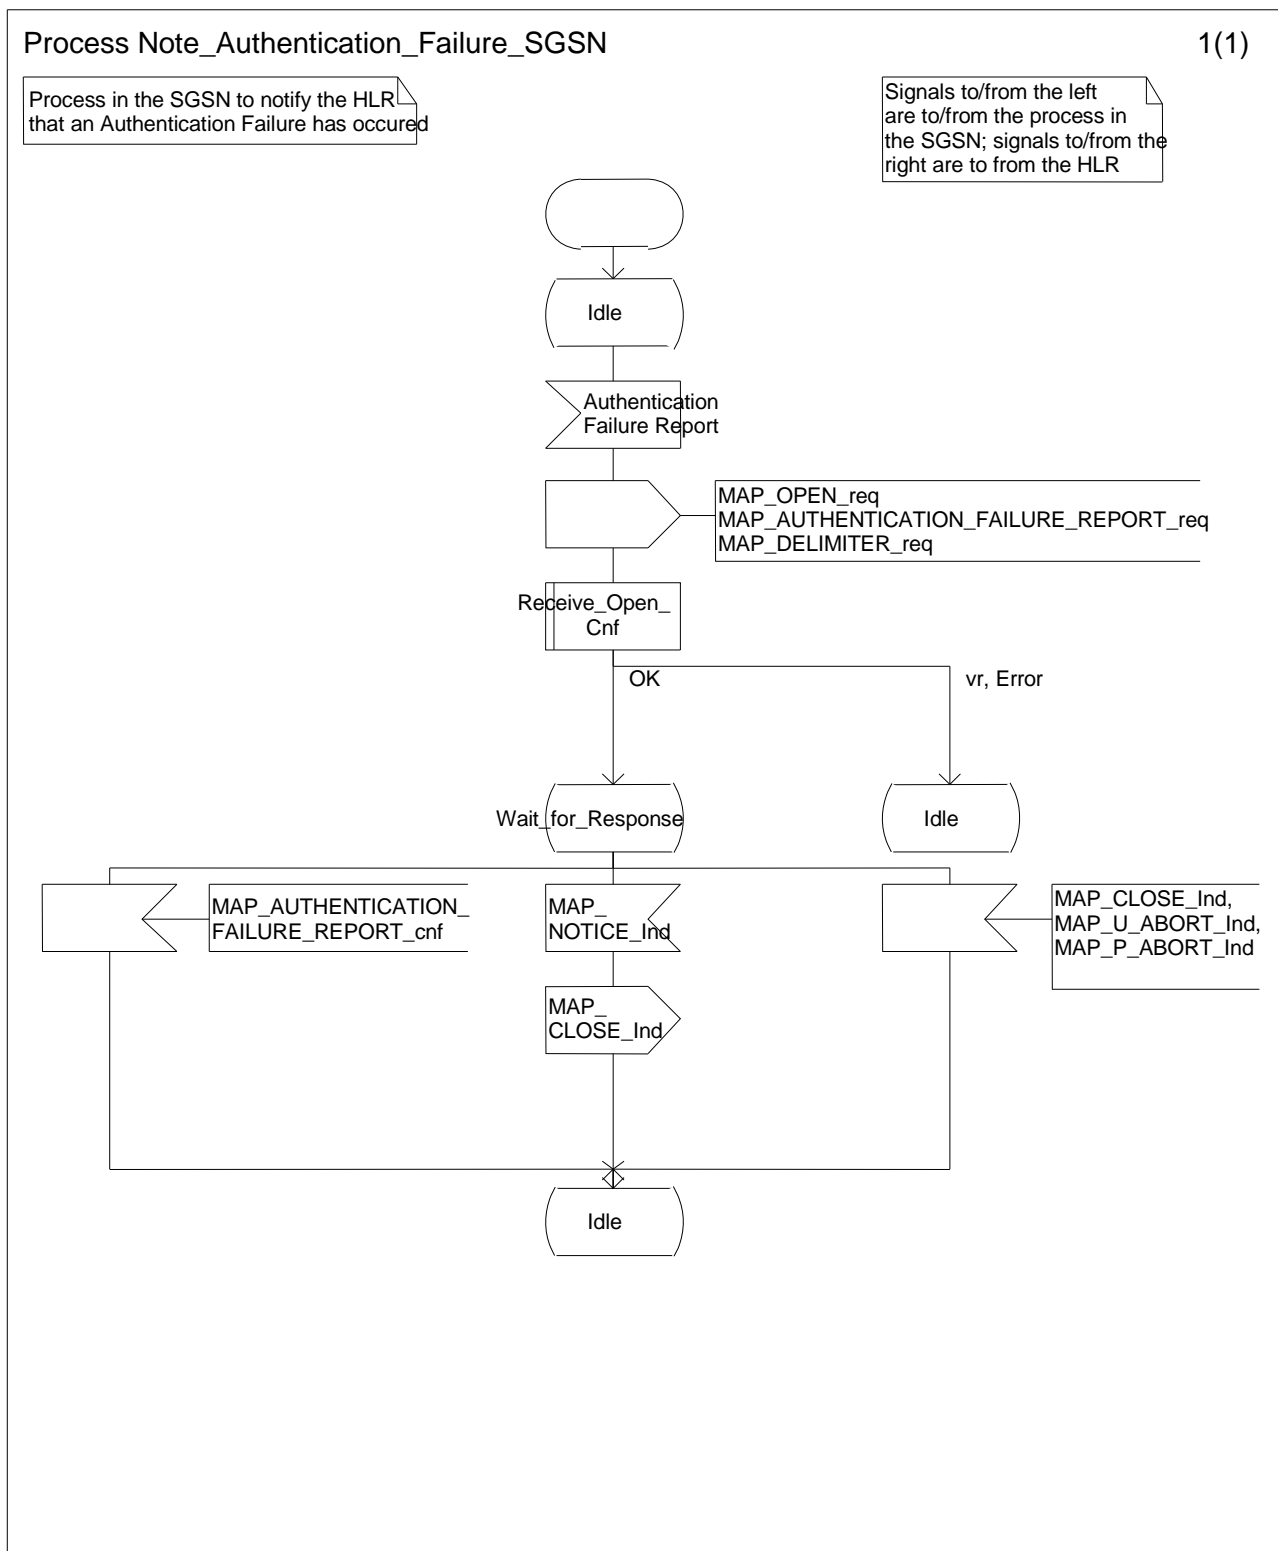 Process Note_Authentication_Failure_SGSN
1(1)
Process in the SGSN to notify the HLR
that an Authentication Failure has occured
Signals to/from the left
are to/from the process in
the SGSN; signals to/from the
right are to from the HLR
Idle
Authentication
Failure Report
MAP_OPEN_req
MAP_AUTHENTICATION_FAILURE_REPORT_req
MAP_DELIMITER_req
Receive_Open_
Cnf
OK
vr, Error
Wait_for_Response
Idle
MAP_AUTHENTICATION_
FAILURE_REPORT_cnf
MAP_
NOTICE_Ind
MAP_CLOSE_Ind,
MAP_U_ABORT_Ind,
MAP_P_ABORT_Ind
MAP_
CLOSE_Ind
Idle